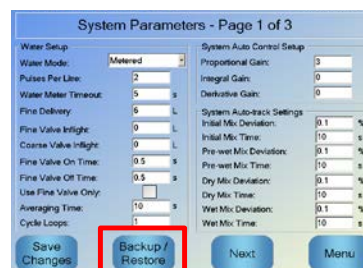 System Parameters - Page 1 of 3
Water Setup
Water Mode: Metered
Pulses Per Litre: 2
Water Meter Timeout: 5 s
Fine Delivery: 6 L
Fine Valve Inflight: 0 L
Coarse Valve Inflight: 0 L
Fine Valve On Time: 0.5 s
Fine Valve Off Time: 0.5 s
Use Fine Valve Only:
Averaging Time: 10 s
Cycle Loops: 1
System Auto Control Setup
Proportional Gain: 3
Integral Gain: 0
Derivative Gain: 0
System Auto-track Settings
Initial Mix Deviation: 0.1 %
Initial Mix Time: 10 s
Pre-wet Mix Deviation: 0.1 %
Pre-wet Mix Time: 10 s
Dry Mix Deviation: 0.1 %
Dry Mix Time: 10 s
Wet Mix Deviation: 0.1 %
Wet Mix Time: 10 s
Save Changes
Backup / Restore
Next
Menu